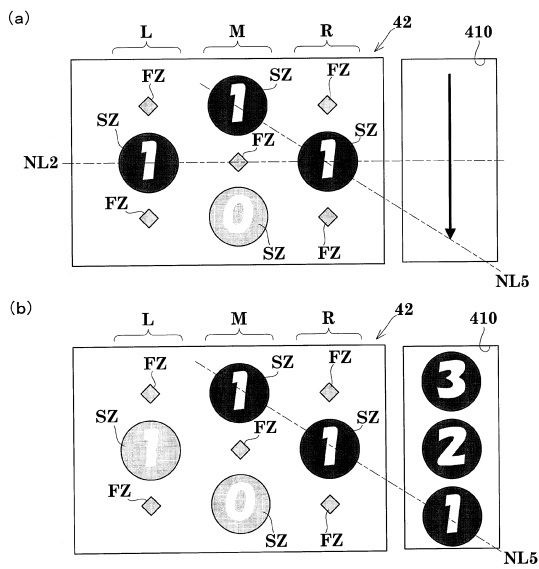 (a)
L M R 42 410
FZ 1 SZ FZ
SZ FZ SZ
NL2 1 1
FZ 0 SZ FZ
NL5
(b)
L M R 42 410
FZ 1 SZ FZ 3
SZ 1 FZ 1 SZ 2
FZ 0 SZ FZ 1
NL5